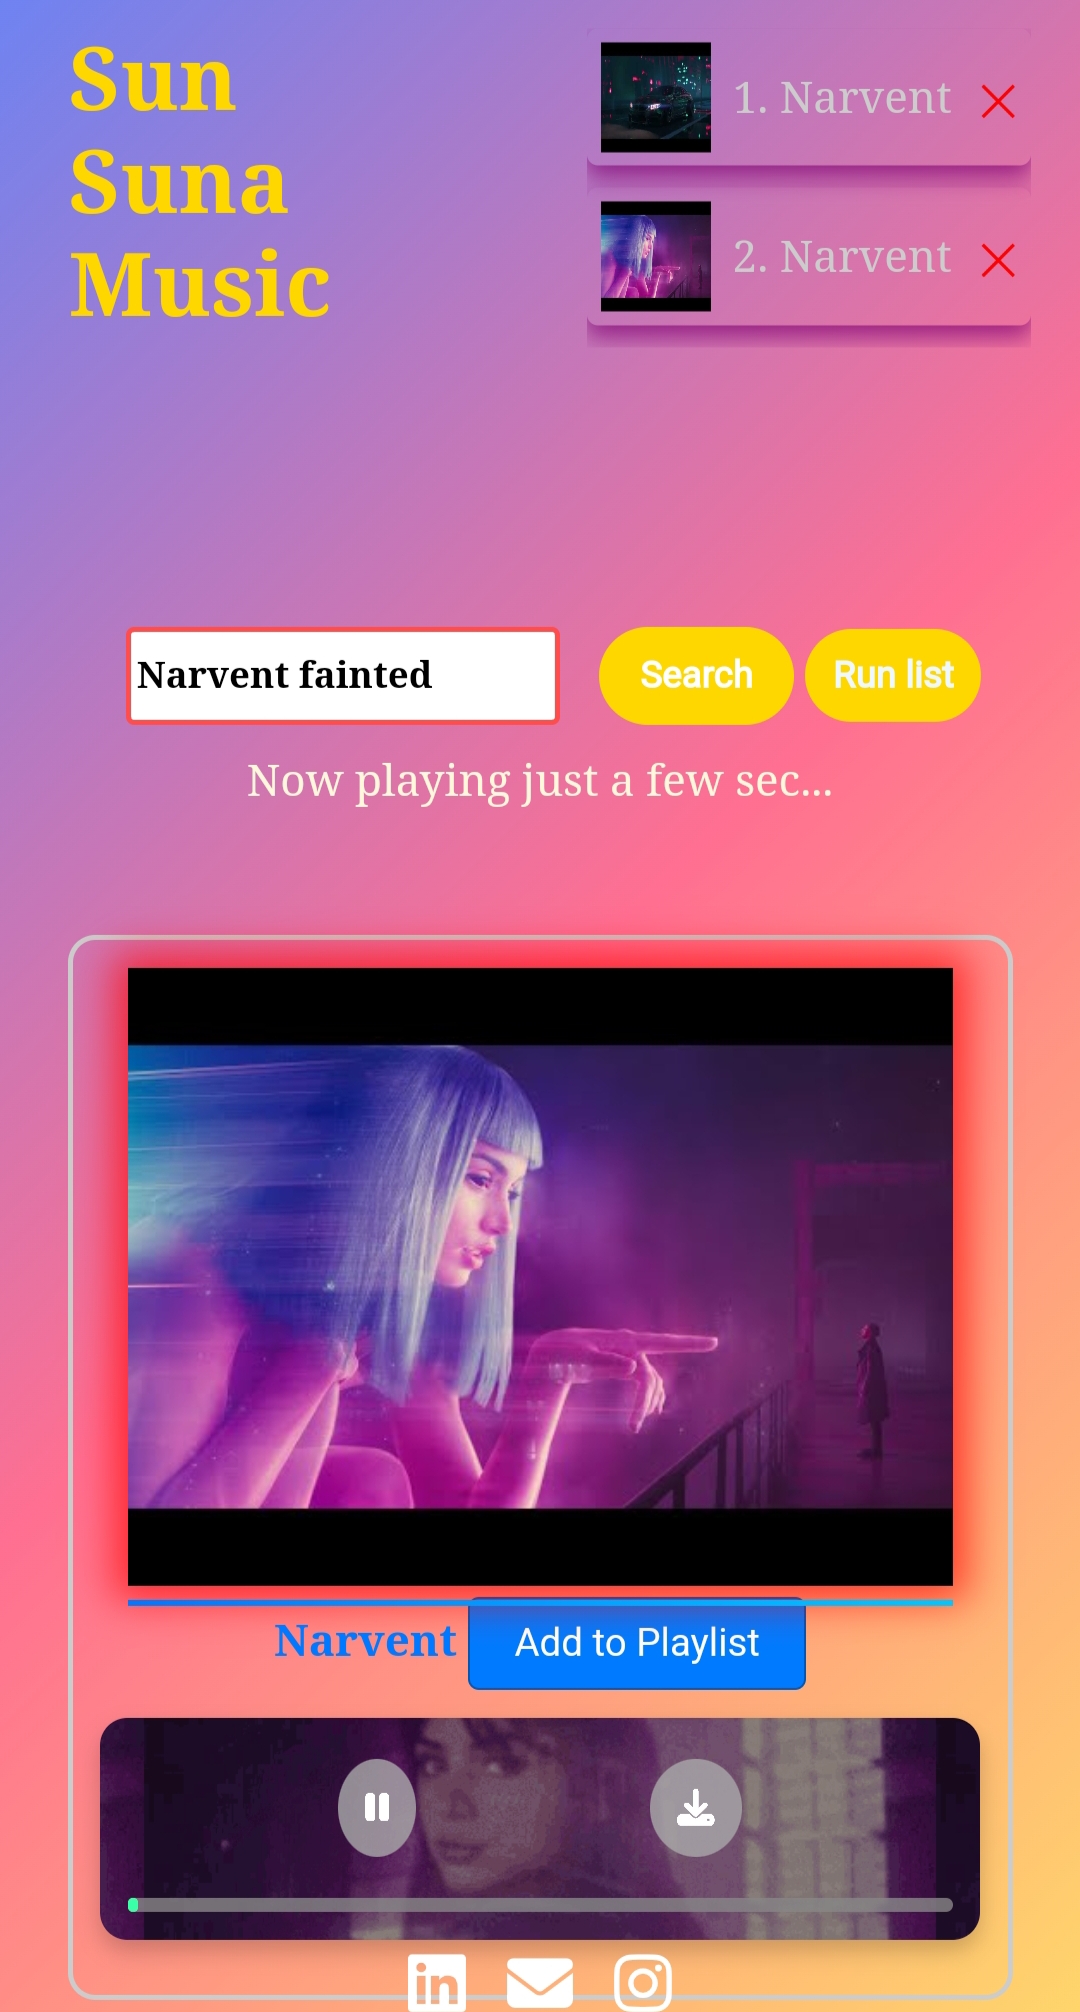 Sun
Suna
Music
1. Narvent
2. Narvent
Narvent fainted
Search
Run list
Now playing just a few sec...
Narvent
Add to Playlist
in